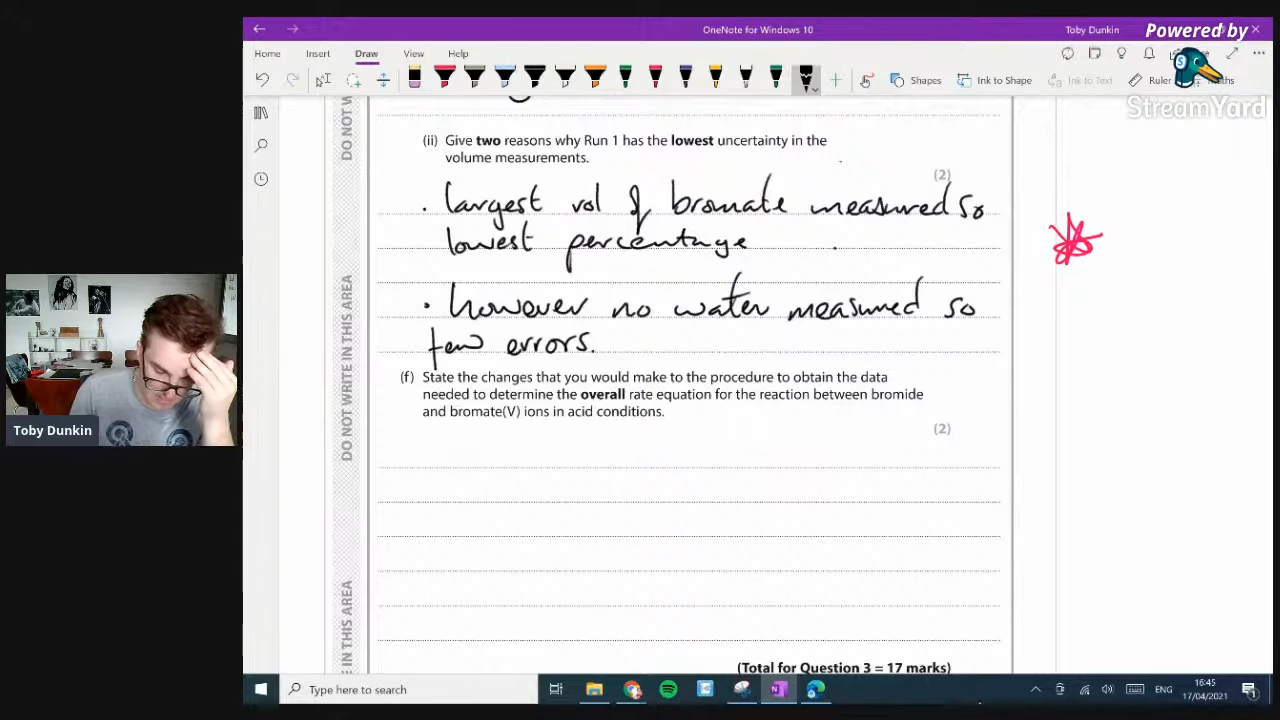 OneNote for Windows 10
Toby Dunkin
Powered by
StreamYard
Home Insert Draw View Help
Shapes Ink to Shape Ink to Text Ruler
DO NOT W
(ii) Give two reasons why Run 1 has the lowest uncertainty in the
volume measurements.
(2)
. largest vol of bromate measured so
lowest percentage
. however no water measured so
few errors.
(f) State the changes that you would make to the procedure to obtain the data
needed to determine the overall rate equation for the reaction between bromide
and bromate(V) ions in acid conditions.
(2)
DO NOT WRITE IN THIS AREA
E IN THIS AREA
(Total for Question 3 = 17 marks)
Toby Dunkin
Type here to search
ENG
16:45
17/04/2021